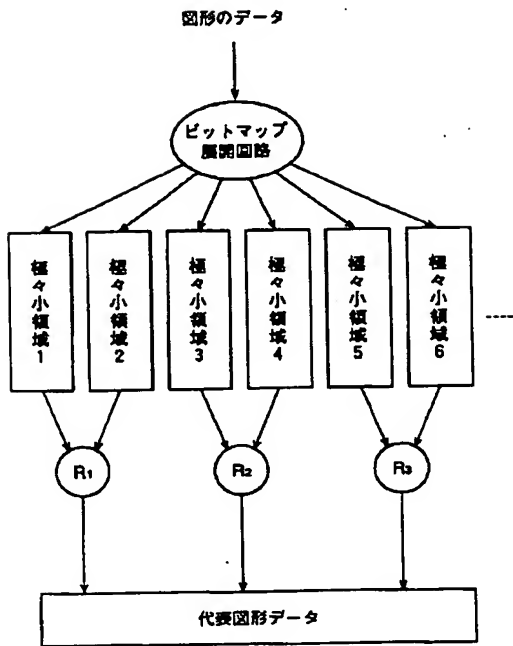 図形のデータ
ビットマップ
展開回路
極々小領域1
極々小領域2
極々小領域3
極々小領域4
極々小領域5
極々小領域6
R1
R2
R3
代表図形データ